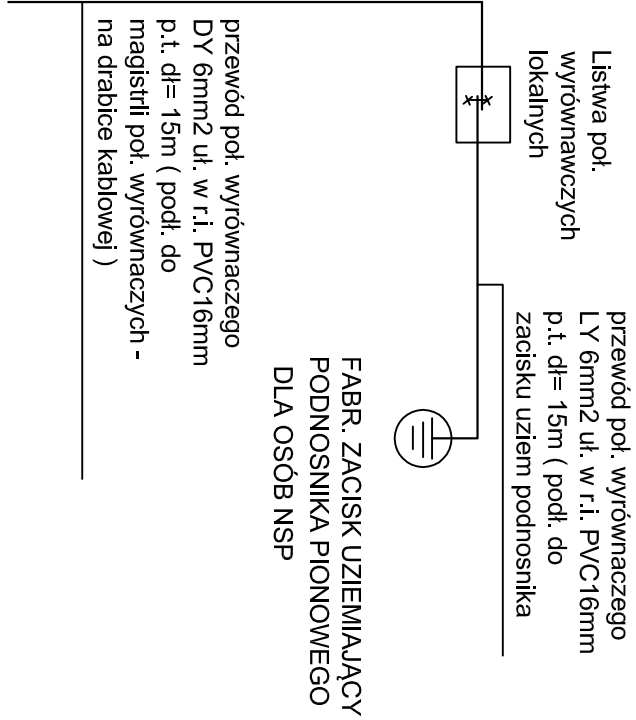 Listwa poł.
wyrównawczych
lokalnych
przewód poł. wyrównaczego
LY 6mm2 uł. w r.i. PVC16mm
p.t. dł= 15m ( podł. do
zacisku uziem podnosnika
FABR. ZACISK UZIEMIAJĄCY
PODNOSNIKA PIONOWEGO
DLA OSÓB NSP
przewód poł. wyrównaczego
DY 6mm2 uł. w r.i. PVC16mm
p.t. dł= 15m ( podł. do
magistrli poł. wyrównaczych -
na drabice kablowej )